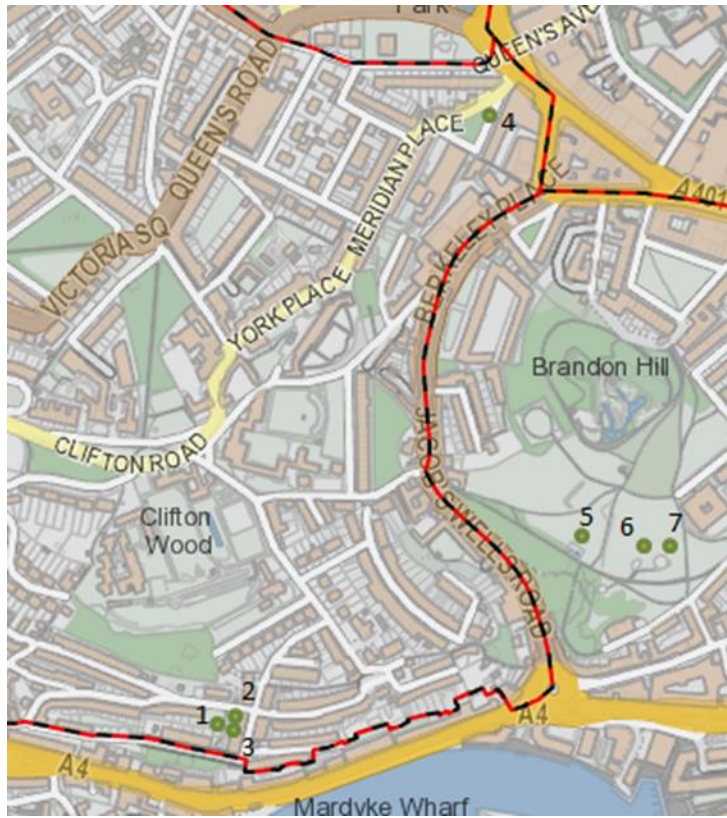 Park
QUEEN'S AVE
QUEEN'S ROAD
MERIDIAN PLACE
4
BERKELEY PLACE
A401
VICTORIA SQ
YORK PLACE
Brandon Hill
JACOB'S WELLS ROAD
CLIFTON ROAD
Clifton
Wood
5
6
7
2
1
3
A4
A4
Mardyke Wharf